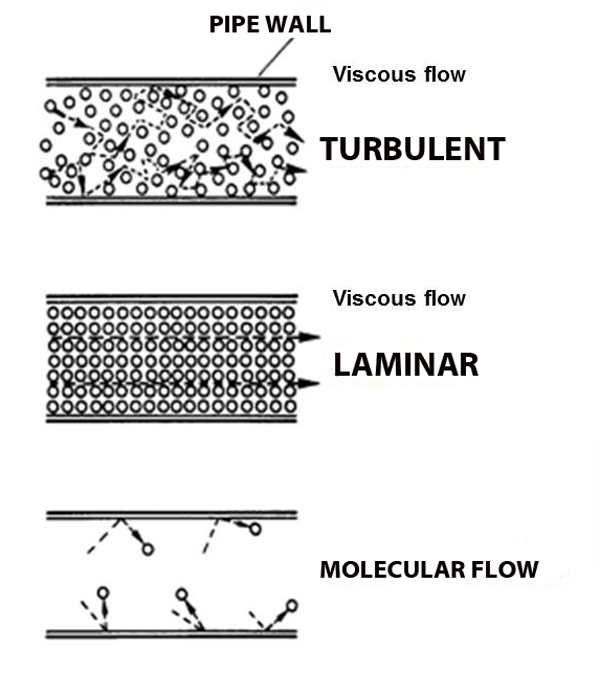 PIPE WALL
Viscous flow
TURBULENT
Viscous flow
LAMINAR
MOLECULAR FLOW